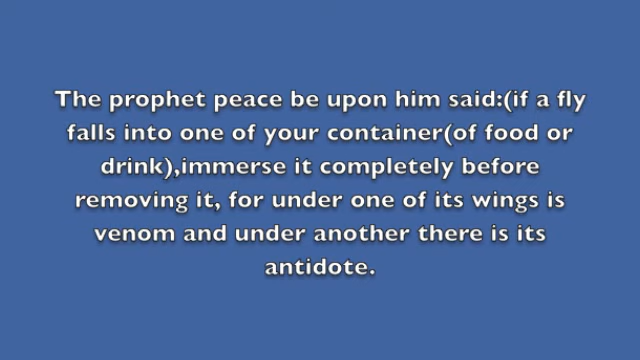 The prophet peace be upon him said:(if a fly
falls into one of your container(of food or
drink),immerse it completely before
removing it, for under one of its wings is
venom and under another there is its
antidote.